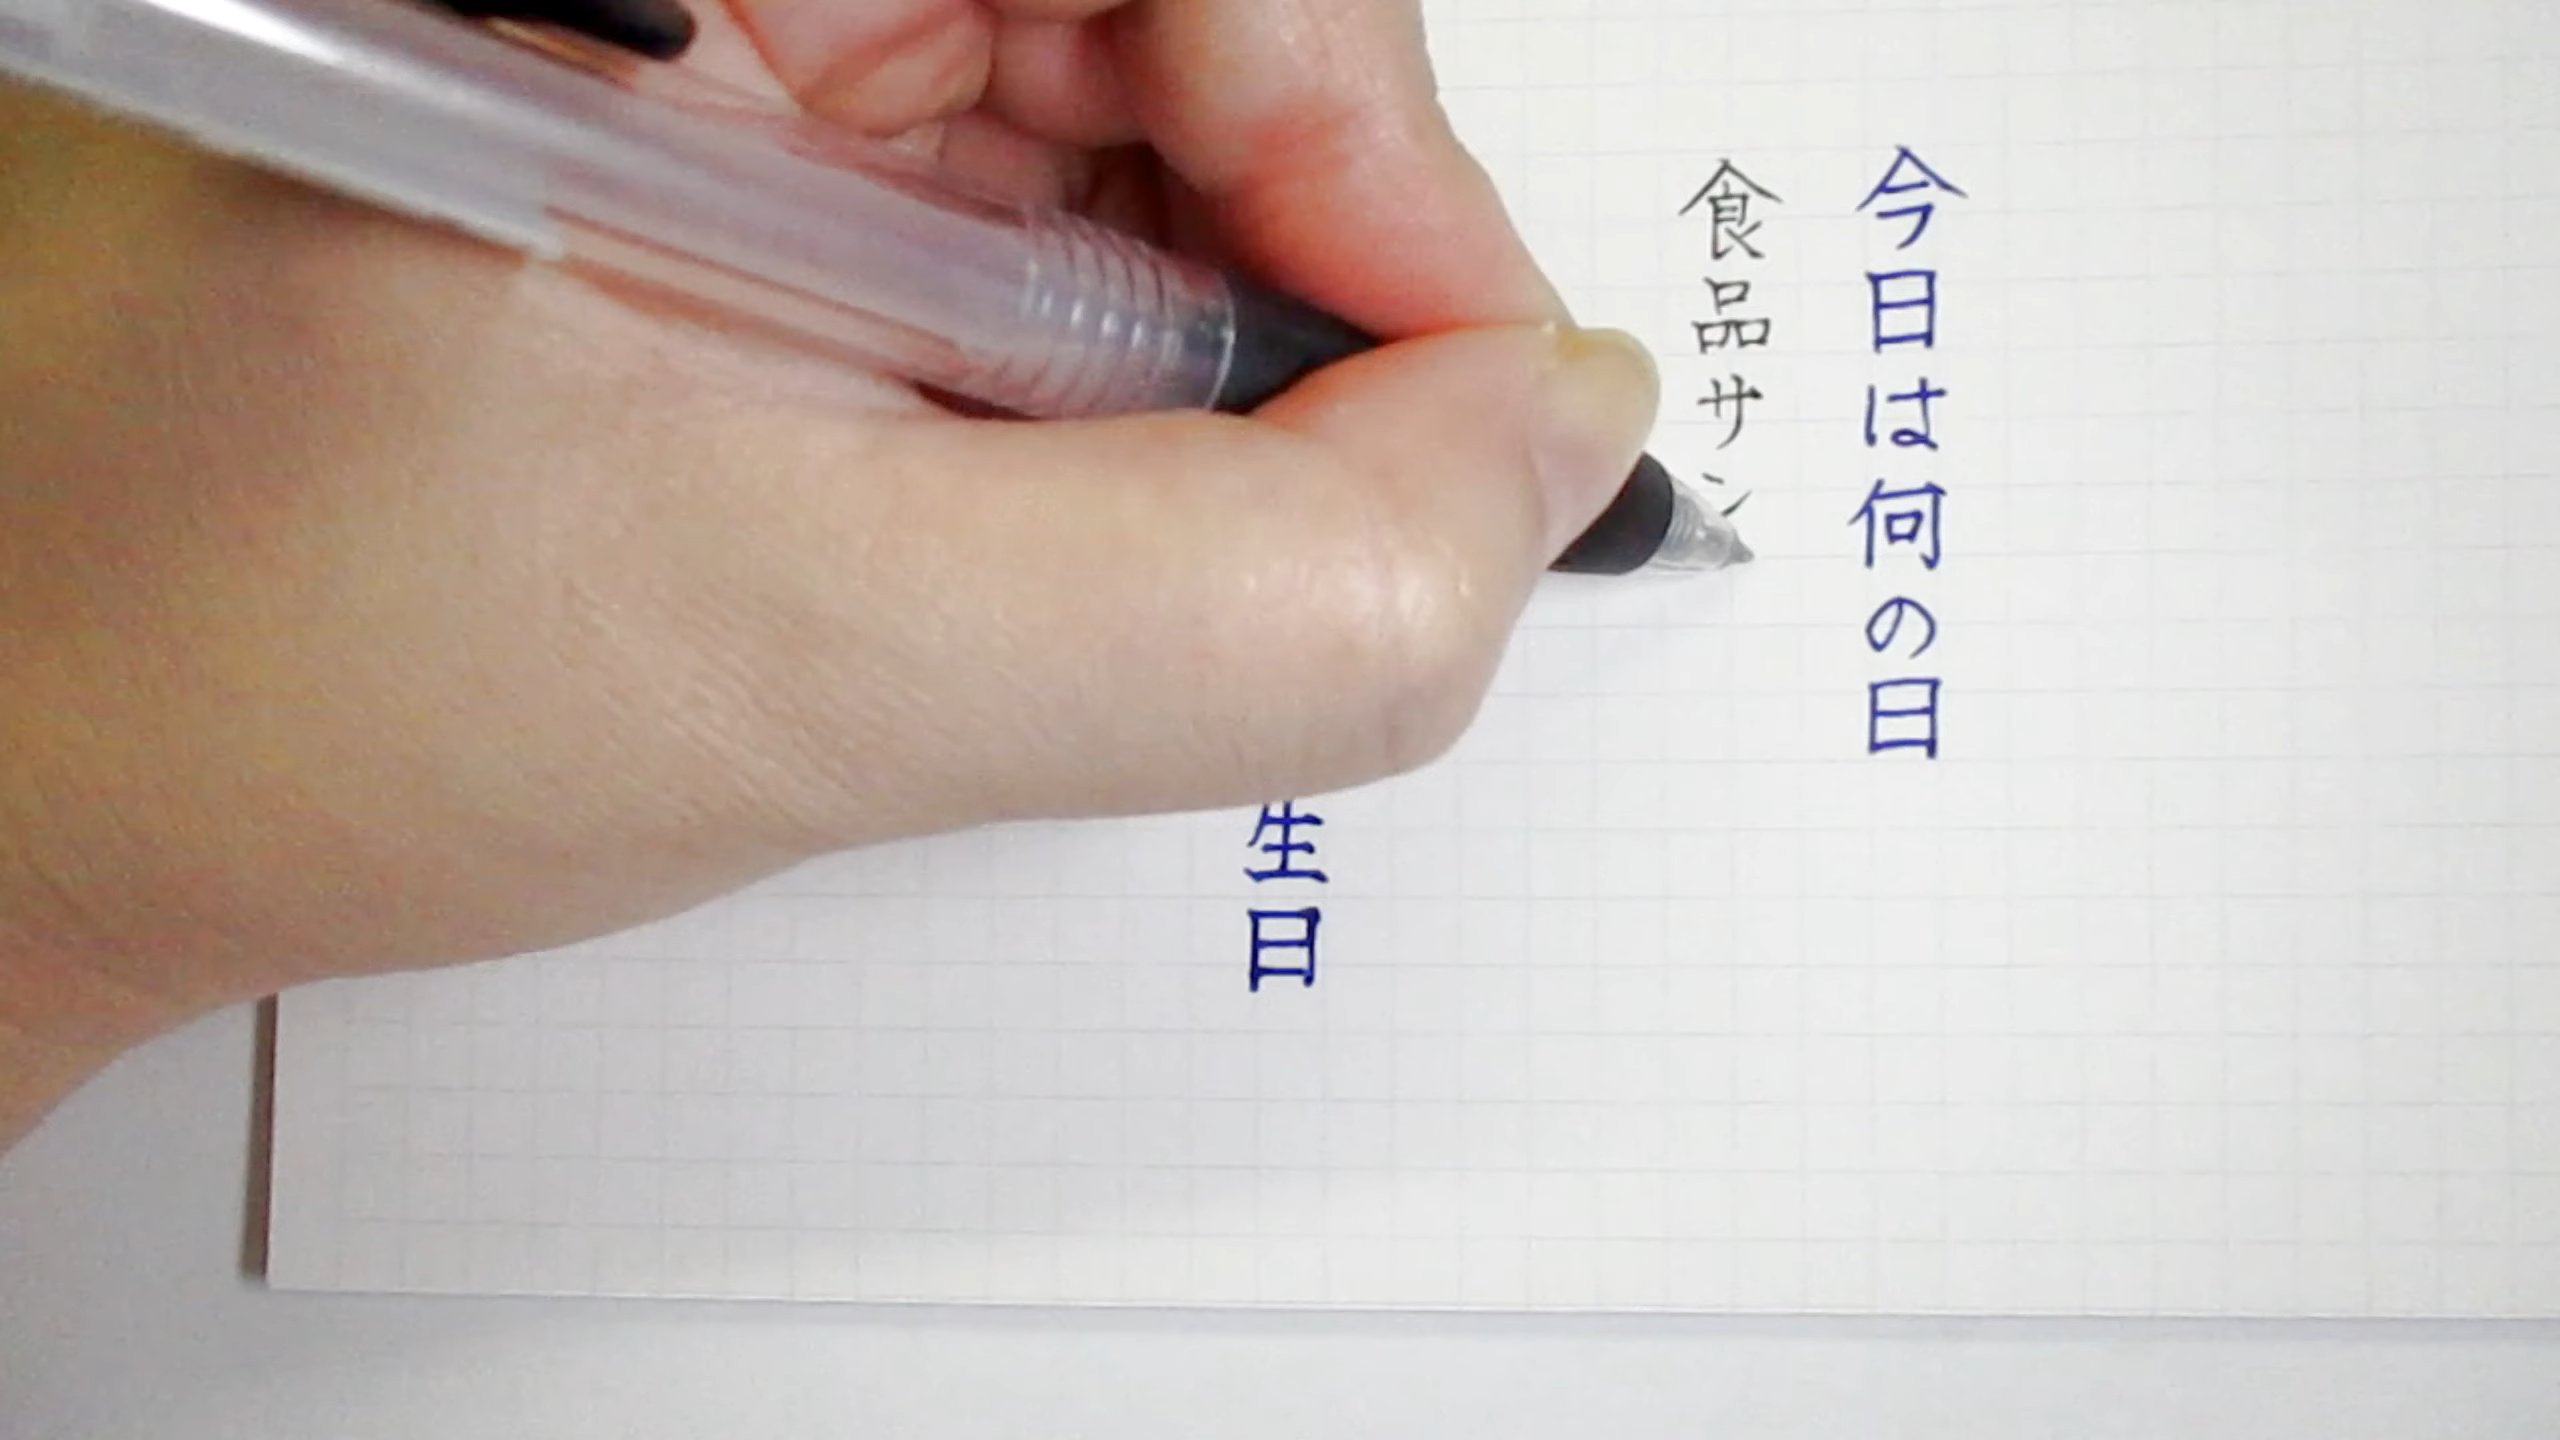 今日は何の日
食品サン
生日